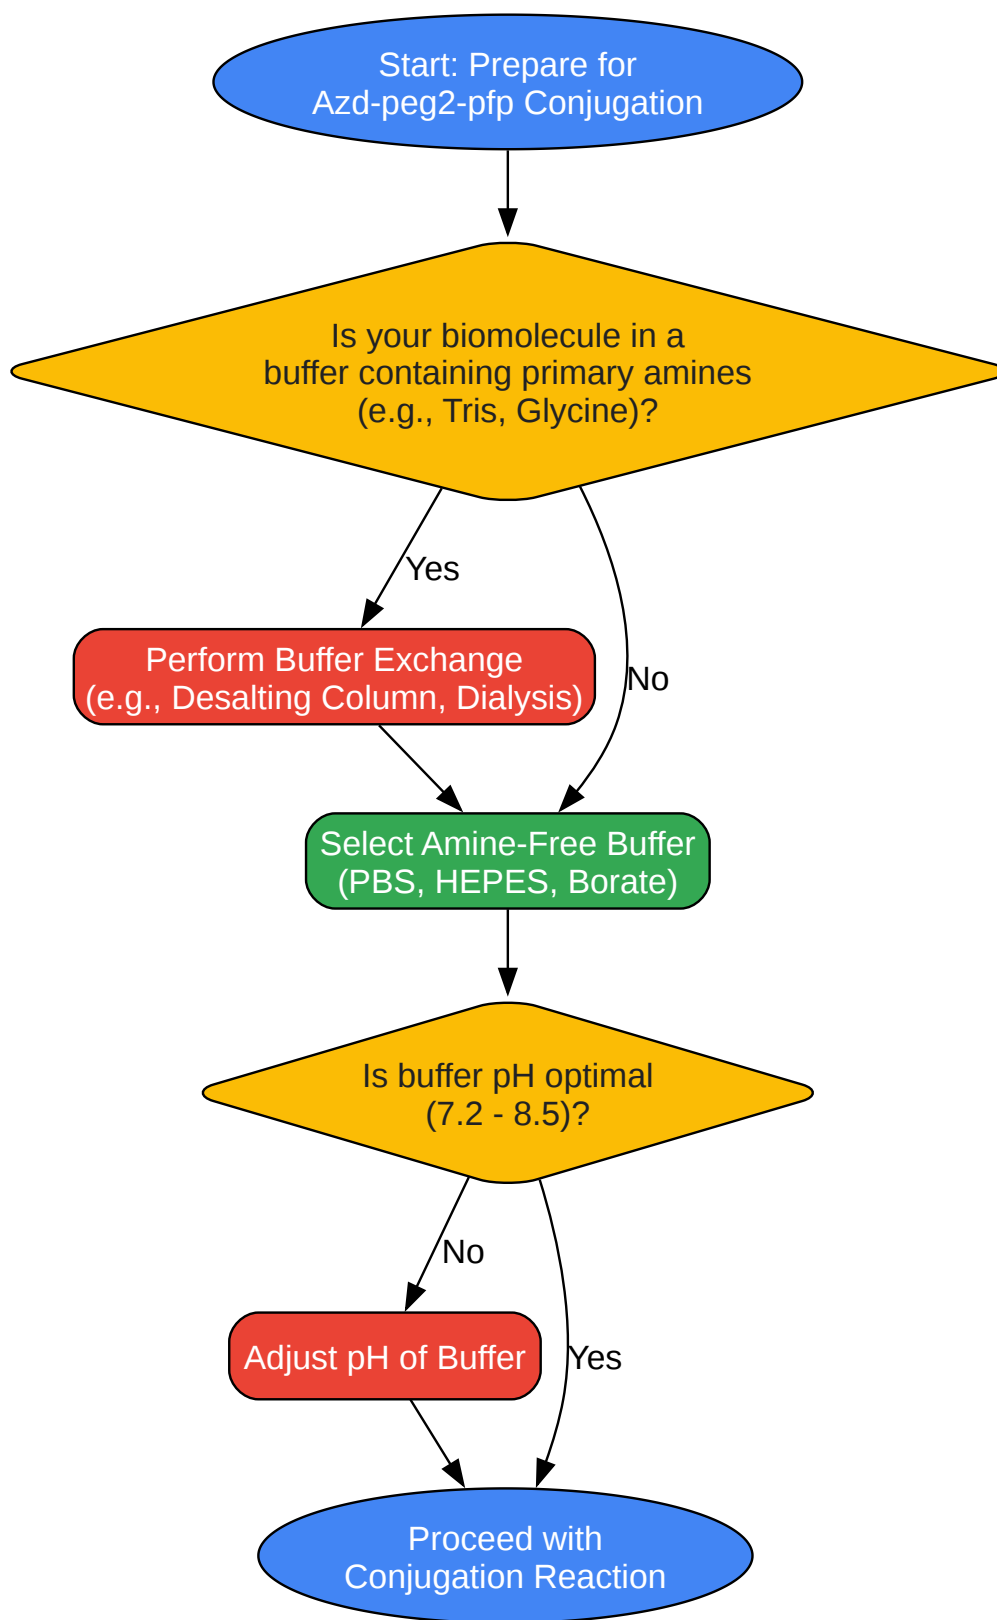 Start: Prepare for
Azd-peg2-pfp Conjugation
Is your biomolecule in a
buffer containing primary amines
(e.g., Tris, Glycine)?
Yes
Perform Buffer Exchange
(e.g., Desalting Column, Dialysis)
No
Select Amine-Free Buffer
(PBS, HEPES, Borate)
Is buffer pH optimal
(7.2 - 8.5)?
No
Adjust pH of Buffer
Yes
Proceed with
Conjugation Reaction